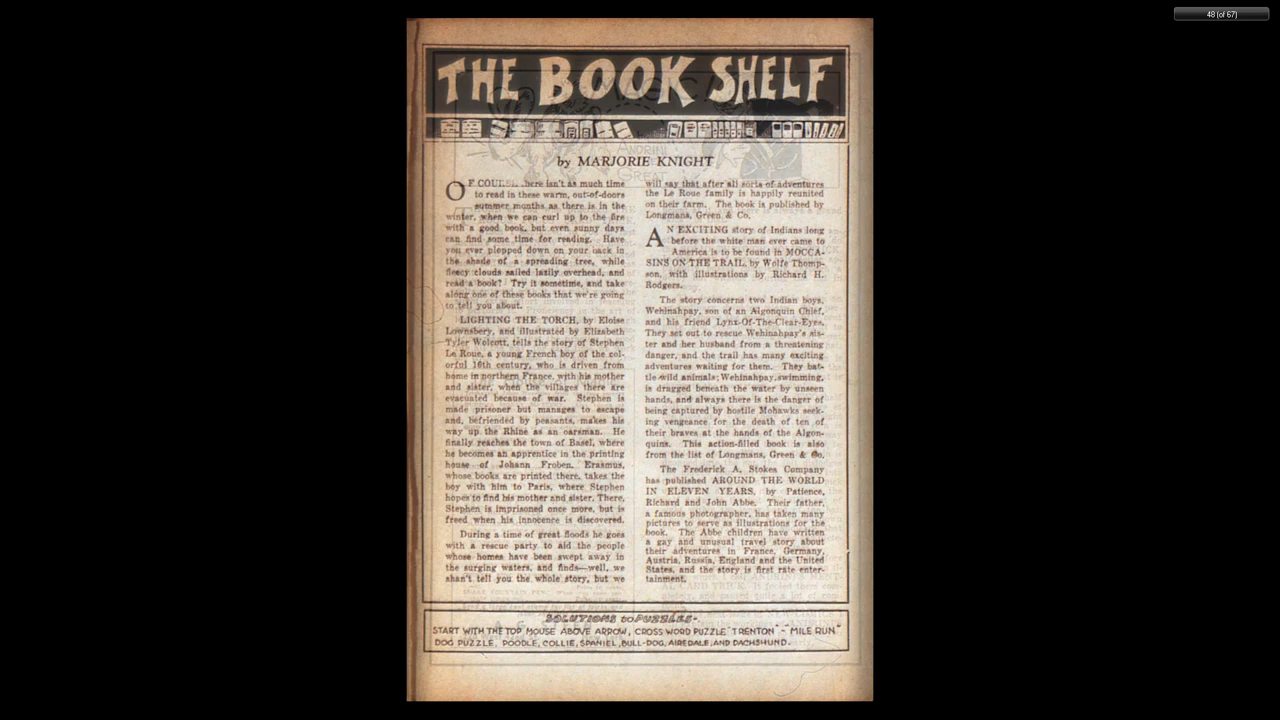 48 (of 67)
THE BOOK SHELF
by MARJORIE KNIGHT
OF COURSE there isn't as much time
to read in these warm, out-of-doors
summer months as there is in the
winter, when we can curl up to the fire
with a good book, but even sunny days
can find some time for reading. Have
you ever plopped down on your back in
the shade of a spreading tree, while
fleecy clouds sailed lazily overhead, and
read a book? Try it sometime, and take
along one of these books that we're going
to tell you about.
LIGHTING THE TORCH, by Eloise
Lownsbery, and illustrated by Elizabeth
Tyler Wolcott, tells the story of Stephen
Le Roue, a young French boy of the col-
orful 16th century, who is driven from
home in northern France, with his mother
and sister, when the villages there are
evacuated because of war. Stephen is
made prisoner but manages to escape
and, befriended by peasants, makes his
way up the Rhine as an oarsman. He
finally reaches the town of Basel, where
he becomes an apprentice in the printing
house of Johann Froben. Erasmus,
whose books are printed there, takes the
boy with him to Paris, where Stephen
hopes to find his mother and sister. There,
Stephen is imprisoned once more, but is
freed when his innocence is discovered.
During a time of great floods he goes
with a rescue party to aid the people
whose homes have been swept away in
the surging waters, and finds—well, we
shan't tell you the whole story, but we
will say that after all sorts of adventures
the Le Roue family is happily reunited
on their farm. The book is published by
Longmans, Green & Co.
AN EXCITING story of Indians long
before the white man ever came to
America is to be found in MOCCA-
SINS ON THE TRAIL, by Wolfe Thomp-
son, with illustrations by Richard H.
Rodgers.
The story concerns two Indian boys,
Wehinahpay, son of an Algonquin Chief,
and his friend Lynx-Of-The-Clear-Eyes.
They set out to rescue Wehinahpay's sis-
ter and her husband from a threatening
danger, and the trail has many exciting
adventures waiting for them. They bat-
tle wild animals; Wehinahpay, swimming,
is dragged beneath the water by unseen
hands, and always there is the danger of
being captured by hostile Mohawks seek-
ing vengeance for the death of ten of
their braves at the hands of the Algon-
quins. This action-filled book is also
from the list of Longmans, Green & Co.
The Frederick A. Stokes Company
has published AROUND THE WORLD
IN ELEVEN YEARS, by Patience,
Richard and John Abbe. Their father,
a famous photographer, has taken many
pictures to serve as illustrations for the
book. The Abbe children have written
a gay and unusual travel story about
their adventures in France, Germany,
Austria, Russia, England and the United
States, and the story is first rate enter-
tainment.
SOLUTIONS to PUZZLES-
START WITH THE TOP MOUSE ABOVE ARROW, CROSS WORD PUZZLE "TRENTON" - "MILE RUN"
DOG PUZZLE, POODLE, COLLIE, SPANIEL, BULL-DOG, AIREDALE, AND DACHSHUND.